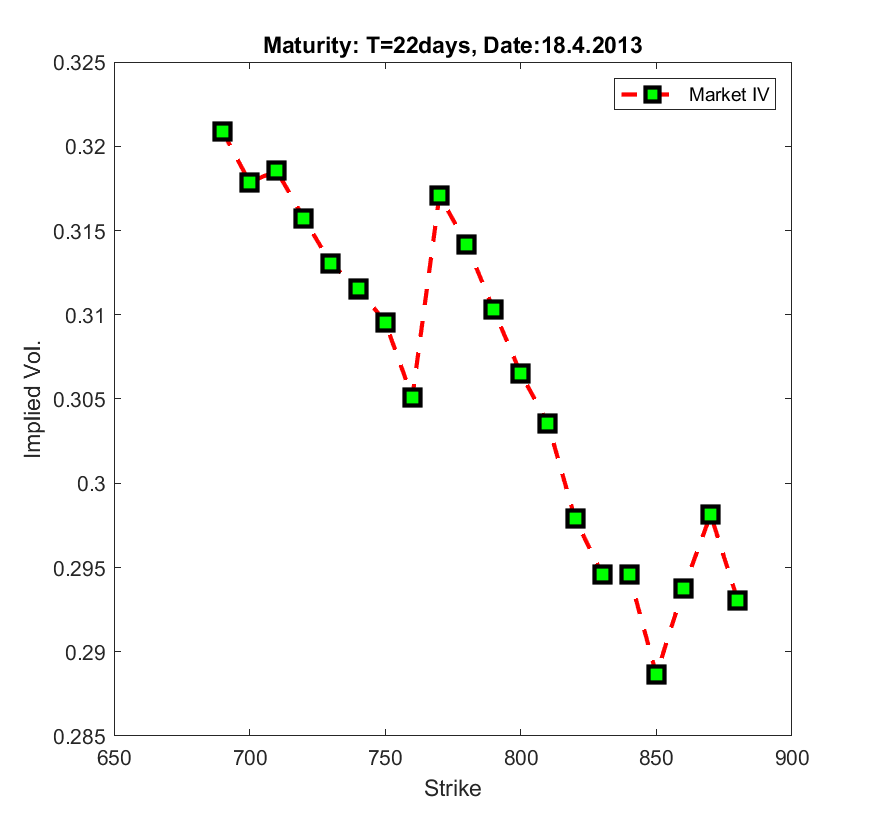 Maturity: T=22days, Date:18.4.2013
Market IV
0.325
0.32
0.315
0.31
0.305
0.3
0.295
0.29
0.285
Implied Vol.
650 700 750 800 850 900
Strike